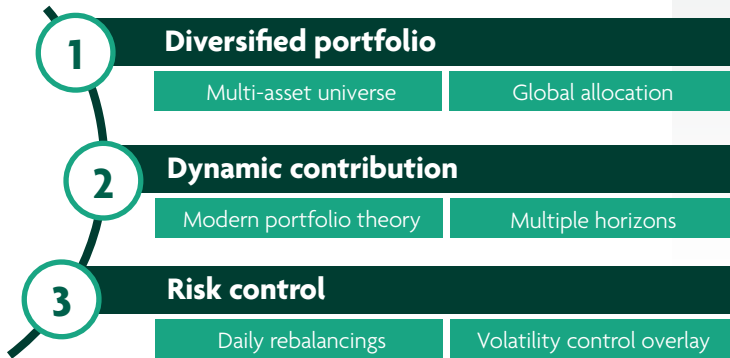 1
Diversified portfolio
Multi-asset universe
Global allocation
2
Dynamic contribution
Modern portfolio theory
Multiple horizons
3
Risk control
Daily rebalancings
Volatility control overlay